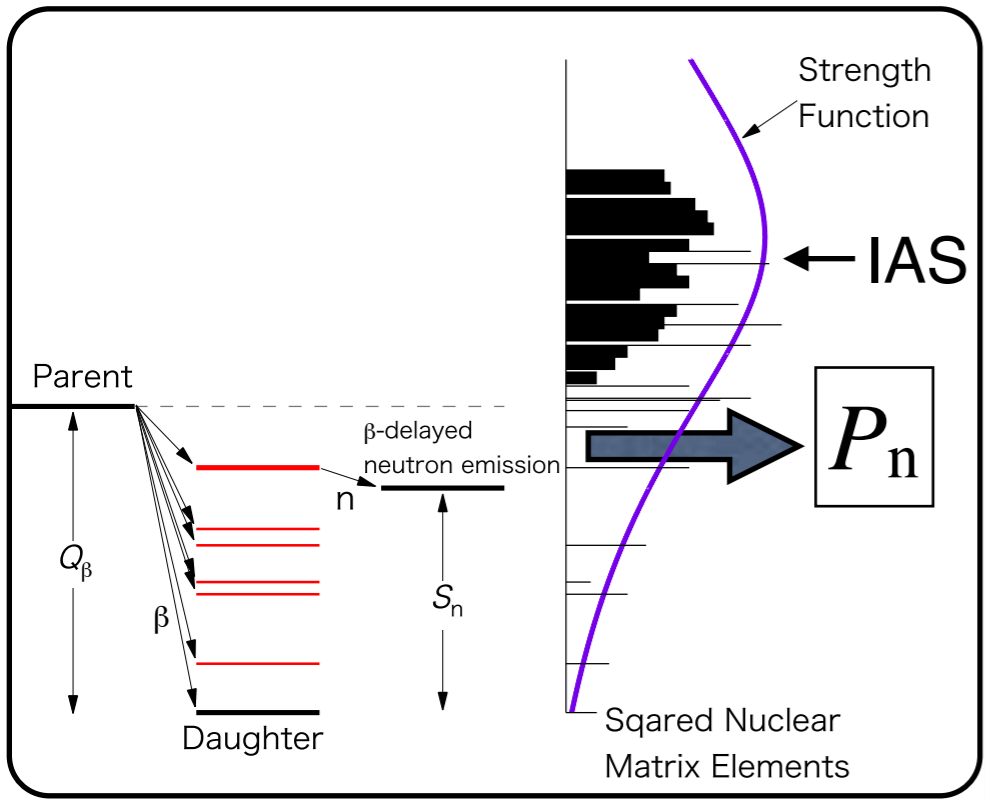 Strength
Function
IAS
Parent
β-delayed
neutron emission
n
Pn
Qβ
Sn
β
Daughter
Sqared Nuclear
Matrix Elements